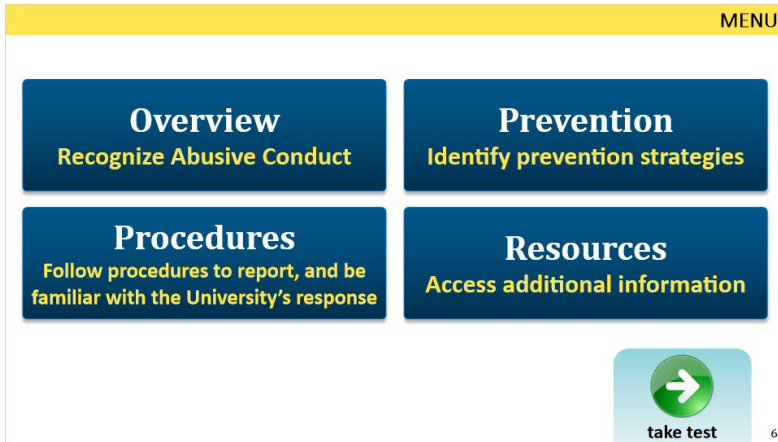 MENU
Overview
Recognize Abusive Conduct
Prevention
Identify prevention strategies
Procedures
Follow procedures to report, and be
familiar with the University's response
Resources
Access additional information
take test
6